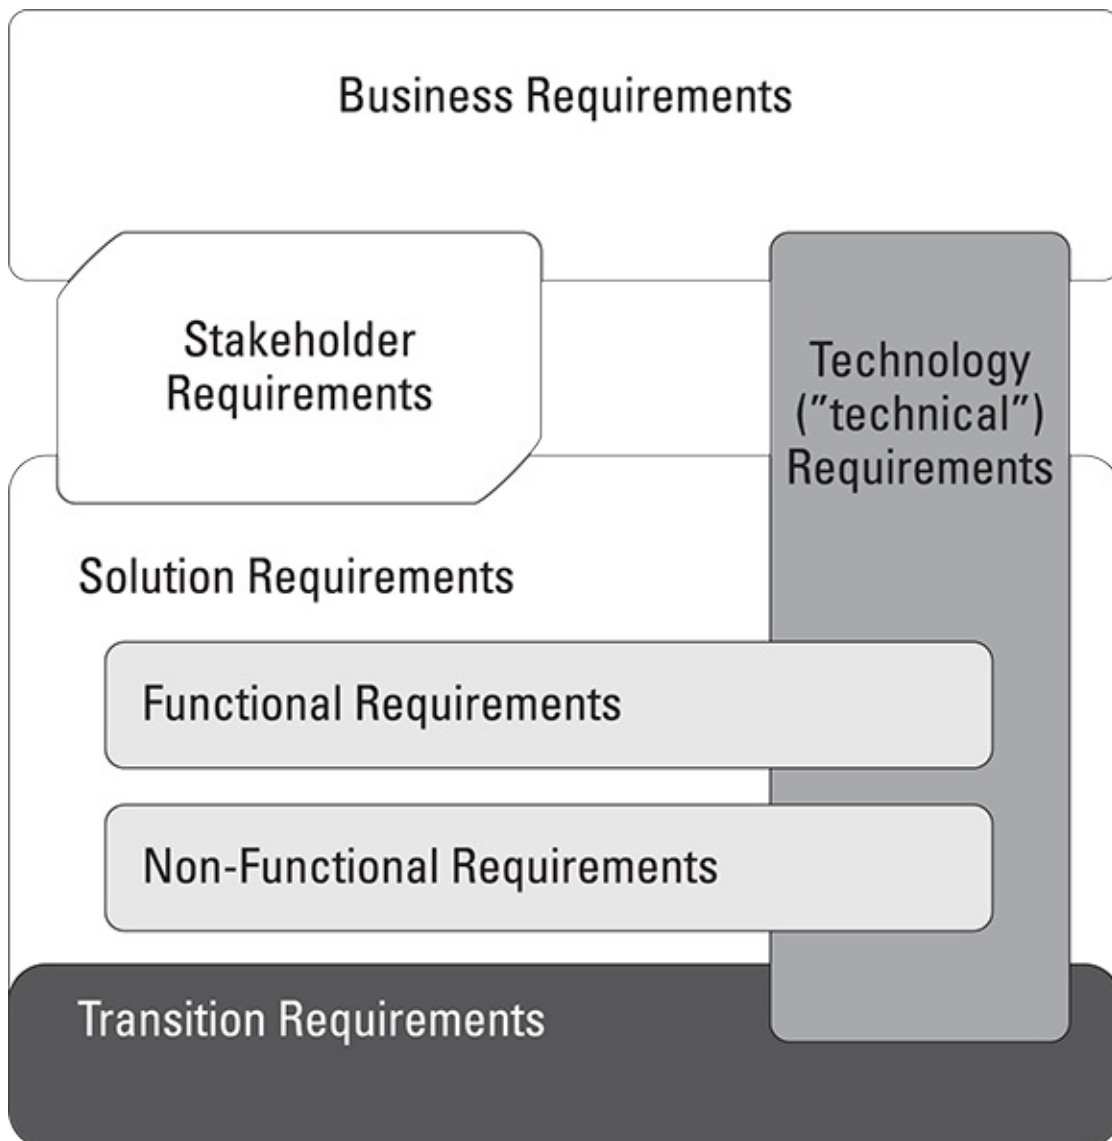 Business Requirements
Stakeholder
Requirements
Technology
(”technical”)
Requirements
Solution Requirements
Functional Requirements
Non-Functional Requirements
Transition Requirements